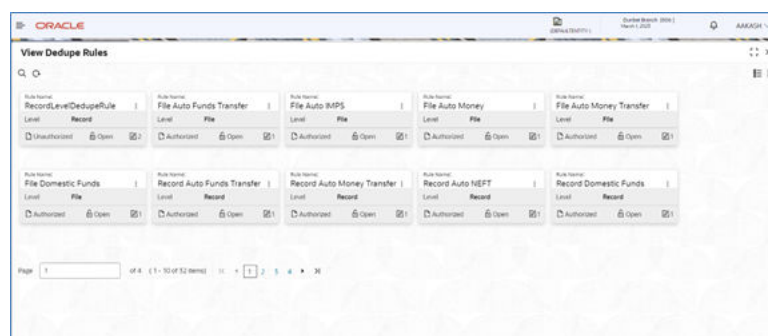 ORACLE
(DEFAULTENTITY)
March 1, 2020
AAKASH
View Dedupe Rules
Rule Name: Rule Name: Rule Name: Rule Name: Rule Name:
RecordLevelDedupeRule File Auto Funds Transfer File Auto IMPS File Auto Money File Auto Money Transfer
Level Record Level File Level File Level File Level File
Unauthorized Open 2 Authorized Open 1 Authorized Open 1 Authorized Open 1 Authorized Open 1
Rule Name: Rule Name: Rule Name: Rule Name: Rule Name:
File Domestic Funds Record Auto Funds Transfer Record Auto Money Transfer Record Auto NEFT Record Domestic Funds
Level File Level Record Level Record Level Record Level Record
Authorized Open 1 Authorized Open 1 Authorized Open 1 Authorized Open 1 Authorized Open 1
Page 1 of 4 (1 - 10 of 32 items) 1 2 3 4